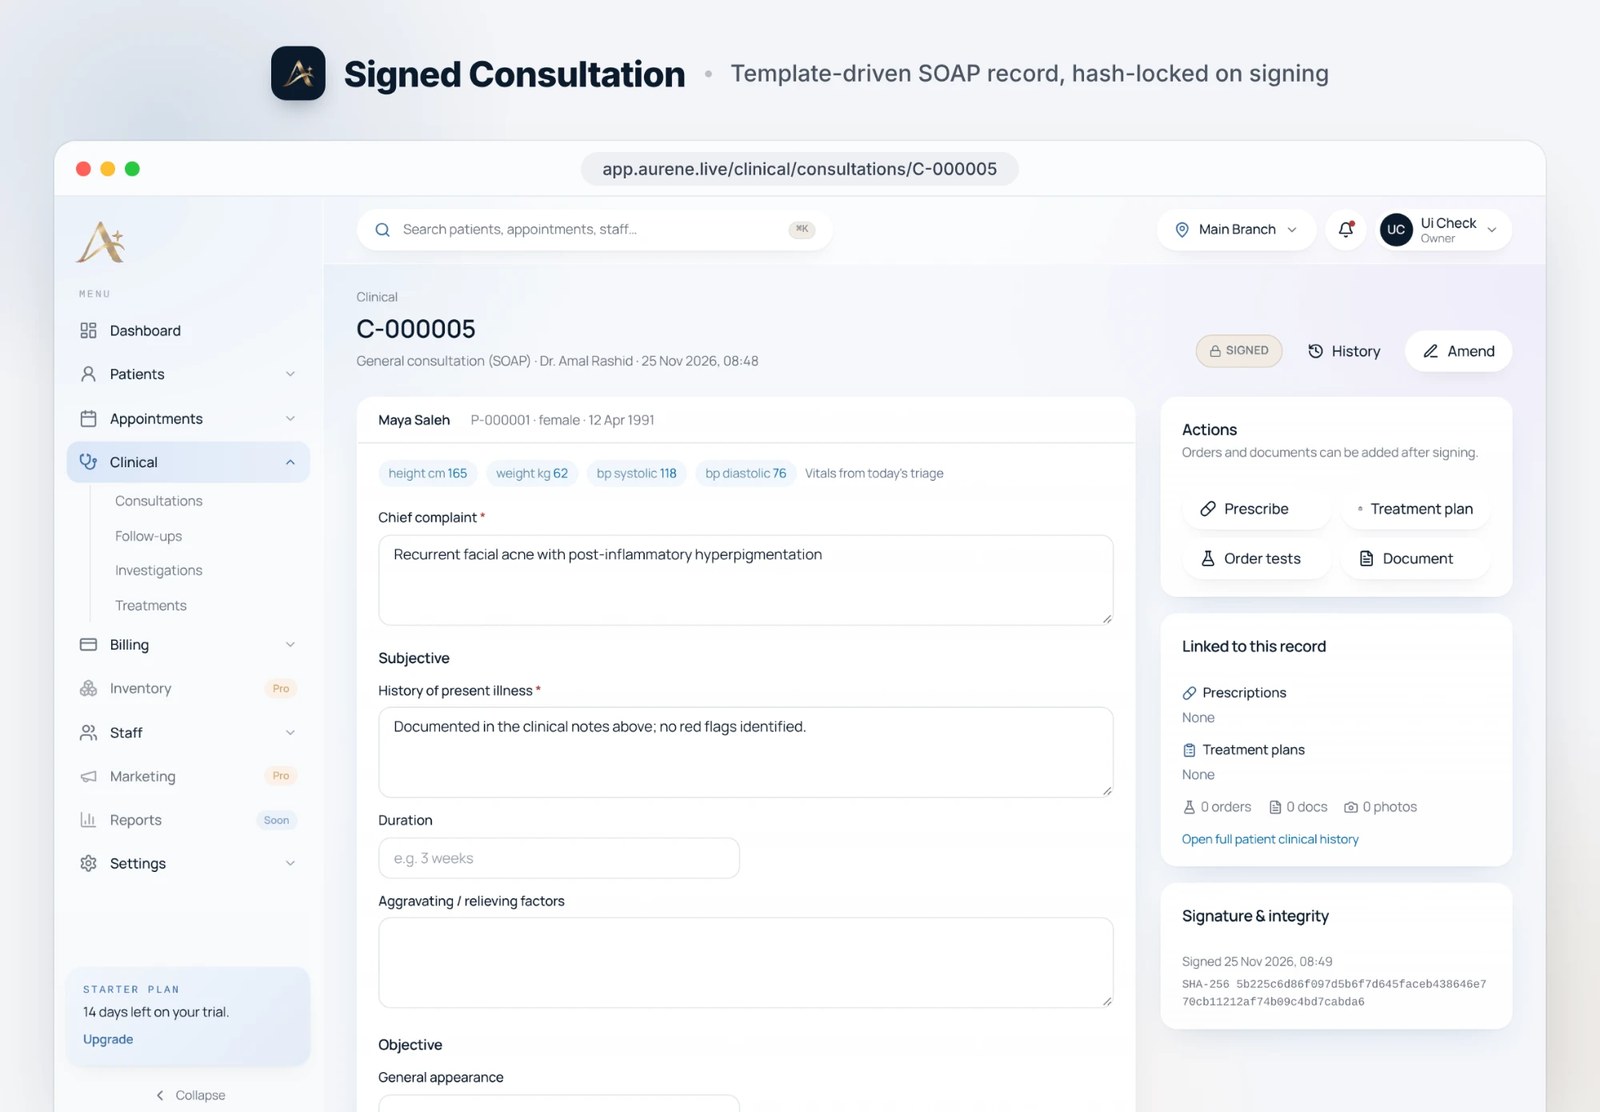 Signed Consultation • Template-driven SOAP record, hash-locked on signing
app.aurene.live/clinical/consultations/C-000005
Search patients, appointments, staff...
⌘K
Main Branch
UC
Ui Check
Owner
MENU
Dashboard
Patients
Appointments
Clinical
Consultations
Follow-ups
Investigations
Treatments
Billing
Inventory
Pro
Staff
Marketing
Pro
Reports
Soon
Settings
STARTER PLAN
14 days left on your trial.
Upgrade
Collapse
Clinical
C-000005
General consultation (SOAP) · Dr. Amal Rashid · 25 Nov 2026, 08:48
SIGNED
History
Amend
Maya Saleh P-000001 · female · 12 Apr 1991
height cm 165 weight kg 62 bp systolic 118 bp diastolic 76 Vitals from today's triage
Chief complaint *
Recurrent facial acne with post-inflammatory hyperpigmentation
Subjective
History of present illness *
Documented in the clinical notes above; no red flags identified.
Duration
e.g. 3 weeks
Aggravating / relieving factors
Objective
General appearance
Actions
Orders and documents can be added after signing.
Prescribe
Treatment plan
Order tests
Document
Linked to this record
Prescriptions
None
Treatment plans
None
0 orders 0 docs 0 photos
Open full patient clinical history
Signature & integrity
Signed 25 Nov 2026, 08:49
SHA-256 5b225c6d86f097d5b6f7d645faceb438646e7
70cb11212af74b09c4bd7cabda6